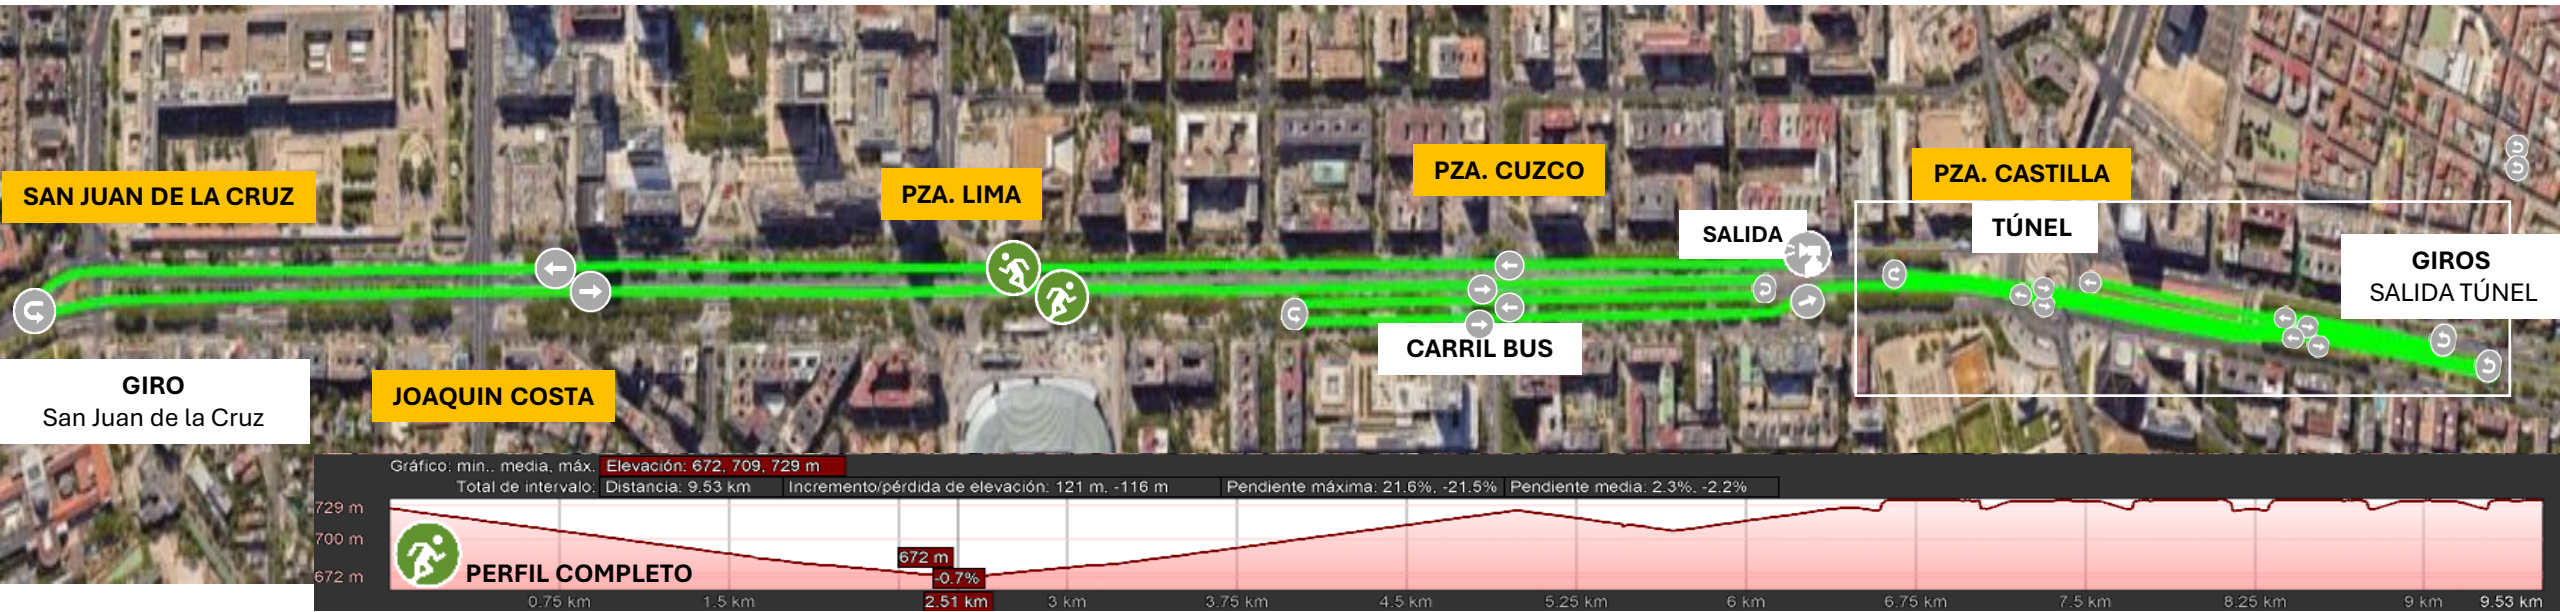 SAN JUAN DE LA CRUZ
PZA. LIMA
PZA. CUZCO
PZA. CASTILLA
SALIDA
TÚNEL
GIROS
SALIDA TÚNEL
CARRIL BUS
GIRO
San Juan de la Cruz
JOAQUIN COSTA
Gráfico: min., media, máx. Elevación: 672, 709, 729 m
Total de intervalo: Distancia: 9.53 km Incremento/pérdida de elevación: 121 m, -116 m Pendiente máxima: 21.6%, -21.5% Pendiente media: 2.3%, -2.2%
729 m
700 m
672 m
672 m
-0.7%
PERFIL COMPLETO
0.75 km 1.5 km 2.51 km 3 km 3.75 km 4.5 km 5.25 km 6 km 6.75 km 7.5 km 8.25 km 9 km 9.53 km